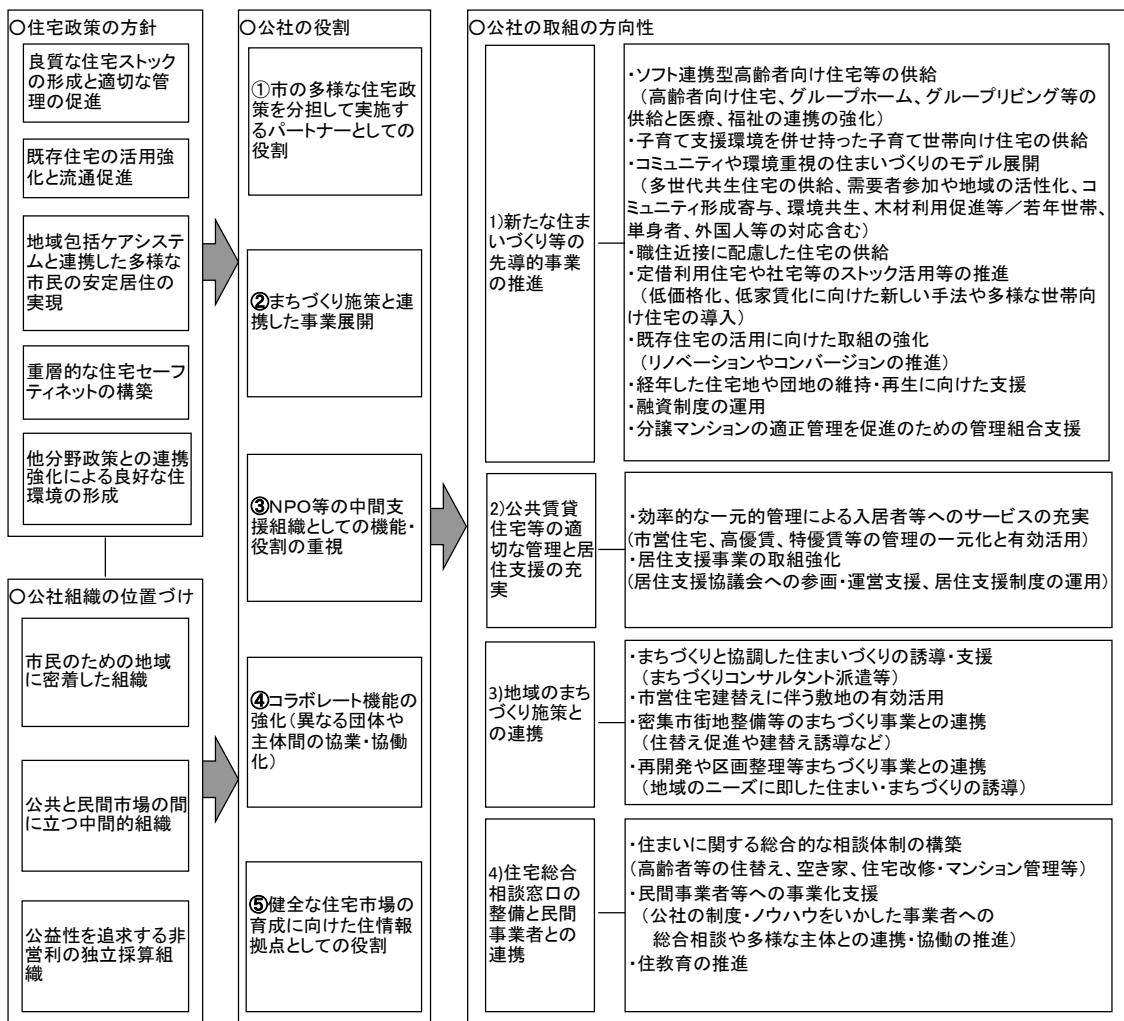 ○住宅政策の方針
良質な住宅ストック
の形成と適切な管
理の促進
既存住宅の活用強
化と流通促進
地域包括ケアシステ
ムと連携した多様な
市民の安定居住の
実現
重層的な住宅セーフ
ティネットの構築
他分野政策との連携
強化による良好な住
環境の形成
○公社組織の位置づけ
市民のための地域
に密着した組織
公共と民間市場の間
に立つ中間的組織
公益性を追求する非
営利の独立採算組
織
○公社の役割
①市の多様な住宅政
策を分担して実施す
るパートナーとしての
役割
②まちづくり施策と連
携した事業展開
③NPO等の中間支
援組織としての機能・
役割の重視
④コラボレート機能の
強化(異なる団体や
主体間の協業・協働
化)
⑤健全な住宅市場の
育成に向けた住情報
拠点としての役割
○公社の取組の方向性
1)新たな住ま
いづくり等の
先導的事業
の推進
・ソフト連携型高齢者向け住宅等の供給
(高齢者向け住宅、グループホーム、グループリビング等の
供給と医療、福祉の連携の強化)
・子育て支援環境を併せ持った子育て世帯向け住宅の供給
・コミュニティや環境重視の住まいづくりのモデル展開
(多世代共生住宅の供給、需要者参加や地域の活性化、コ
ミュニティ形成寄与、環境共生、木材利用促進等/若年世帯、
単身者、外国人等の対応含む)
・職住近接に配慮した住宅の供給
・定借利用住宅や社宅等のストック活用等の推進
(低価格化、低家賃化に向けた新しい手法や多様な世帯向
け住宅の導入)
・既存住宅の活用に向けた取組の強化
(リノベーションやコンバージョンの推進)
・経年した住宅地や団地の維持・再生に向けた支援
・融資制度の運用
・分譲マンションの適正管理を促進のための管理組合支援
2)公共賃貸
住宅等の適
切な管理と居
住支援の充
実
・効率的な一元的管理による入居者等へのサービスの充実
(市営住宅、高優賃、特優賃等の管理の一元化と有効活用)
・居住支援事業の取組強化
(居住支援協議会への参画・運営支援、居住支援制度の運用)
3)地域のまち
づくり施策と
の連携
・まちづくりと協調した住まいづくりの誘導・支援
(まちづくりコンサルタント派遣等)
・市営住宅建替えに伴う敷地の有効活用
・密集市街地整備等のまちづくり事業との連携
(住替え促進や建替え誘導など)
・再開発や区画整理等まちづくり事業との連携
(地域のニーズに即した住まい・まちづくりの誘導)
4)住宅総合
相談窓口の
整備と民間
事業者との
連携
・住まいに関する総合的な相談体制の構築
(高齢者等の住替え、空き家、住宅改修・マンション管理等)
・民間事業者等への事業化支援
(公社の制度・ノウハウをいかした事業者への
総合相談や多様な主体との連携・協働の推進)
・住教育の推進